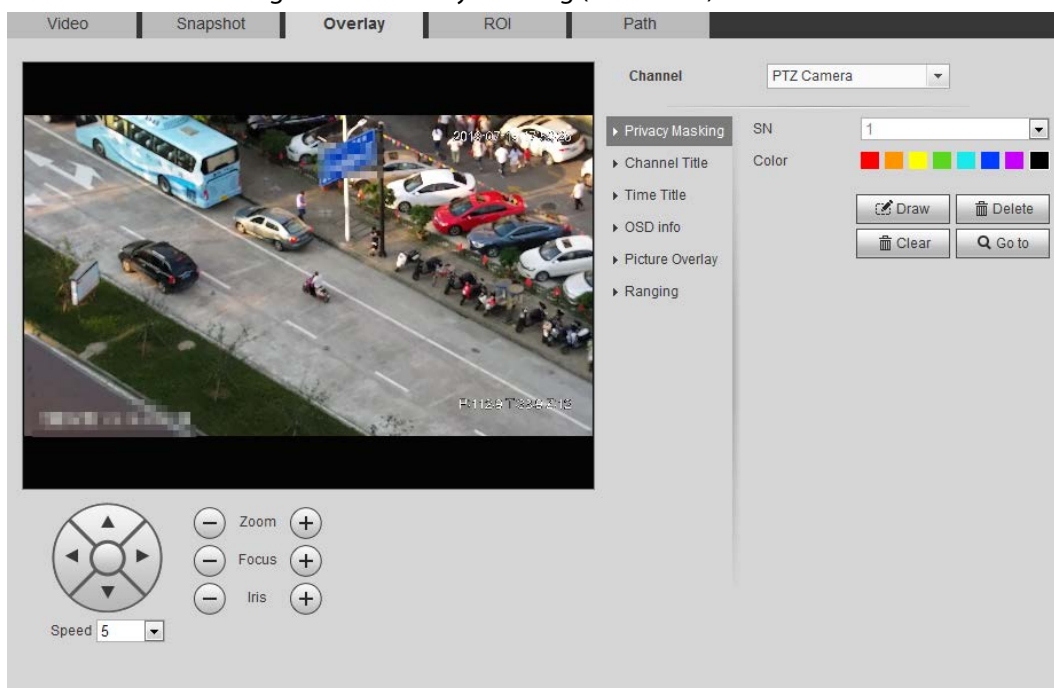 Video Snapshot Overlay ROI Path
Channel PTZ Camera
Privacy Masking
Channel Title
Time Title
OSD info
Picture Overlay
Ranging
SN 1
Color
Draw Delete
Clear Go to
Zoom
Focus
Iris
Speed 5